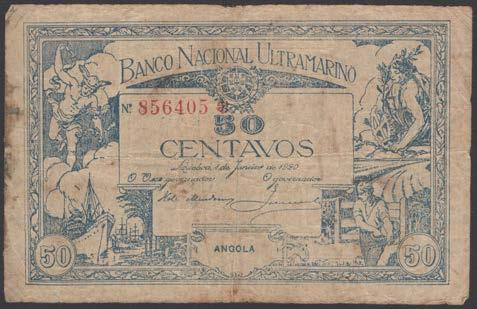 BANCO NACIONAL ULTRAMARINO
Nº 856405
50
CENTAVOS
Lisboa, 1 de Janeiro de 1920
O Vice governador O governador
ANGOLA
50 50